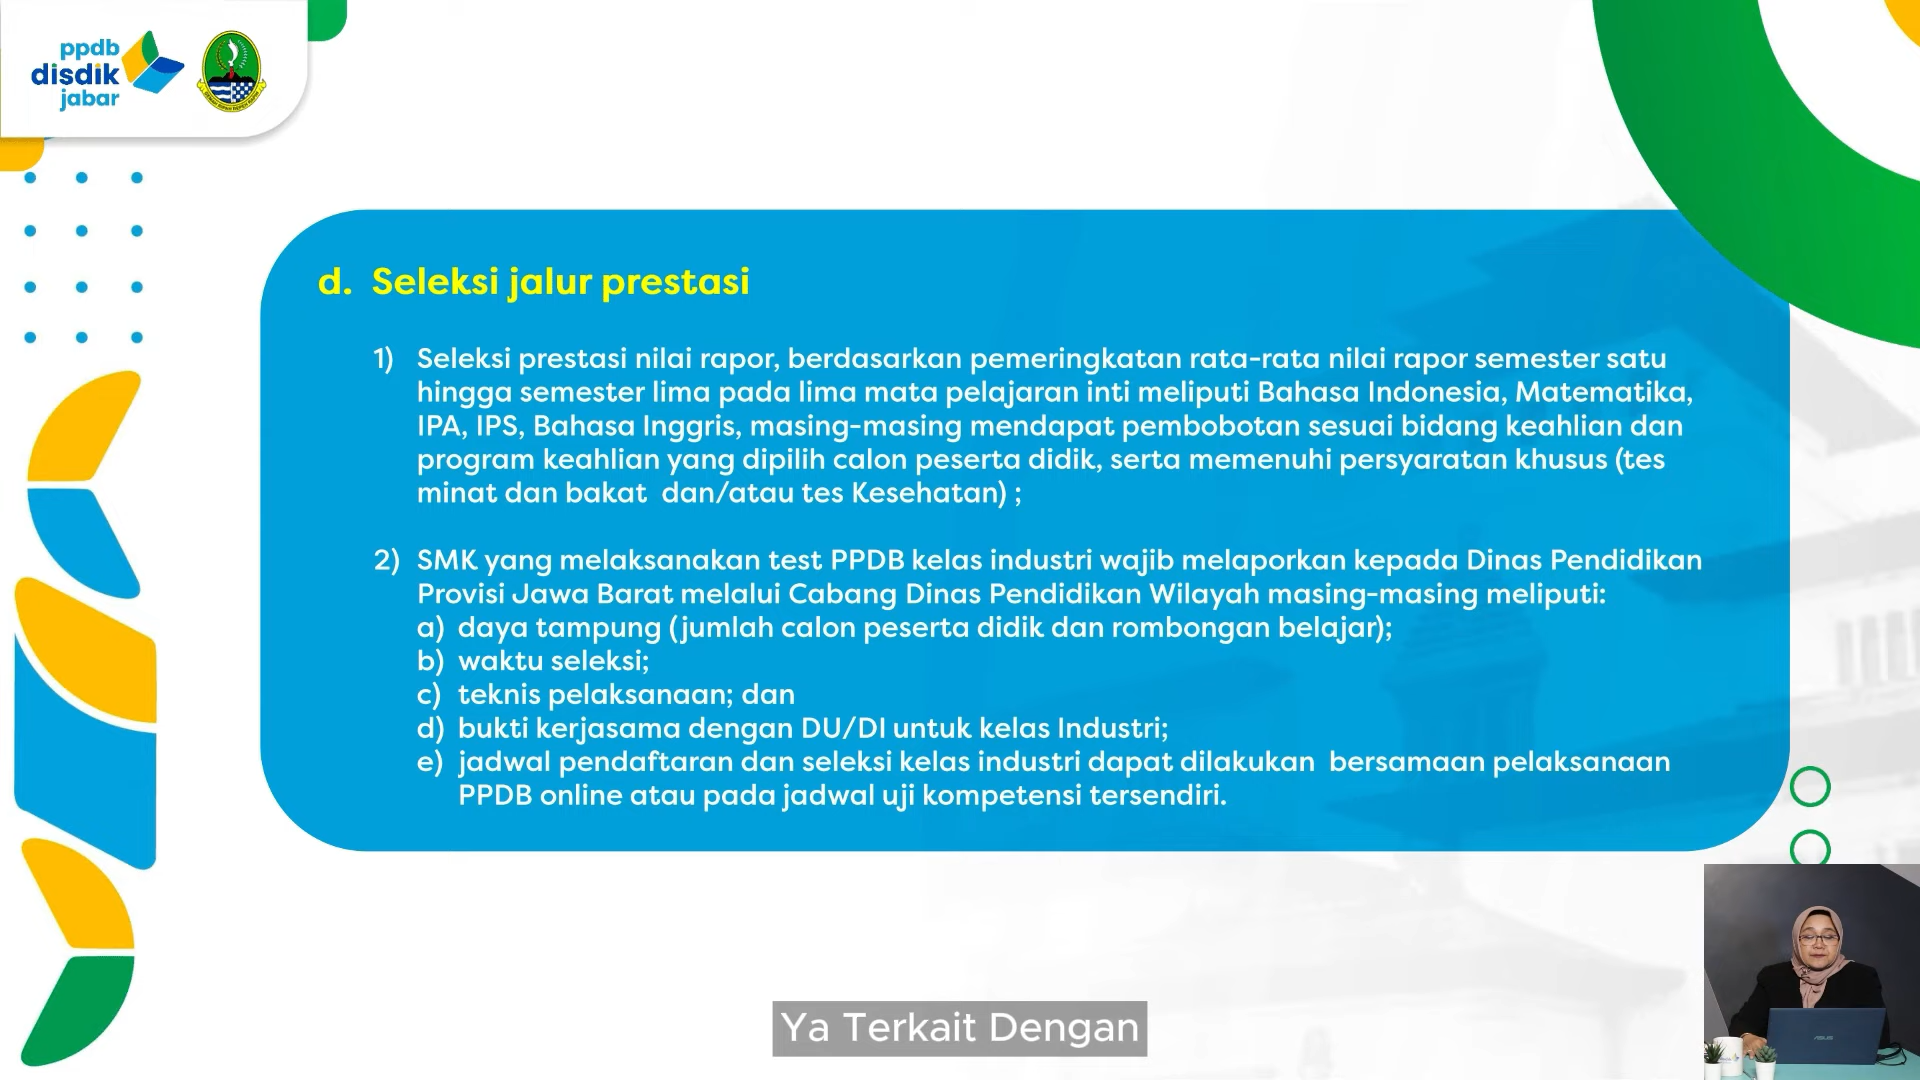 ppdb
disdik
jabar
d. Seleksi jalur prestasi
1) Seleksi prestasi nilai rapor, berdasarkan pemeringkatan rata-rata nilai rapor semester satu
hingga semester lima pada lima mata pelajaran inti meliputi Bahasa Indonesia, Matematika,
IPA, IPS, Bahasa Inggris, masing-masing mendapat pembobotan sesuai bidang keahlian dan
program keahlian yang dipilih calon peserta didik, serta memenuhi persyaratan khusus (tes
minat dan bakat dan/atau tes Kesehatan) ;
2) SMK yang melaksanakan test PPDB kelas industri wajib melaporkan kepada Dinas Pendidikan
Provisi Jawa Barat melalui Cabang Dinas Pendidikan Wilayah masing-masing meliputi:
a) daya tampung (jumlah calon peserta didik dan rombongan belajar);
b) waktu seleksi;
c) teknis pelaksanaan; dan
d) bukti kerjasama dengan DU/DI untuk kelas Industri;
e) jadwal pendaftaran dan seleksi kelas industri dapat dilakukan bersamaan pelaksanaan
PPDB online atau pada jadwal uji kompetensi tersendiri.
Ya Terkait Dengan
ASUS